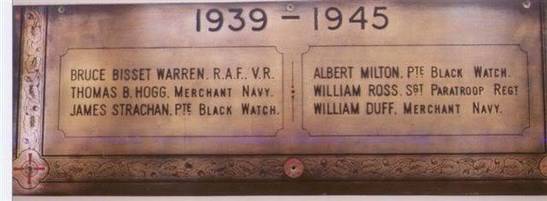 1939 - 1945
BRUCE BISSET WARREN. R.A.F., V.R.
THOMAS B. HOGG. MERCHANT NAVY.
JAMES STRACHAN. PTE BLACK WATCH.
ALBERT MILTON. PTE BLACK WATCH.
WILLIAM ROSS. SGT PARATROOP REGT
WILLIAM DUFF. MERCHANT NAVY.